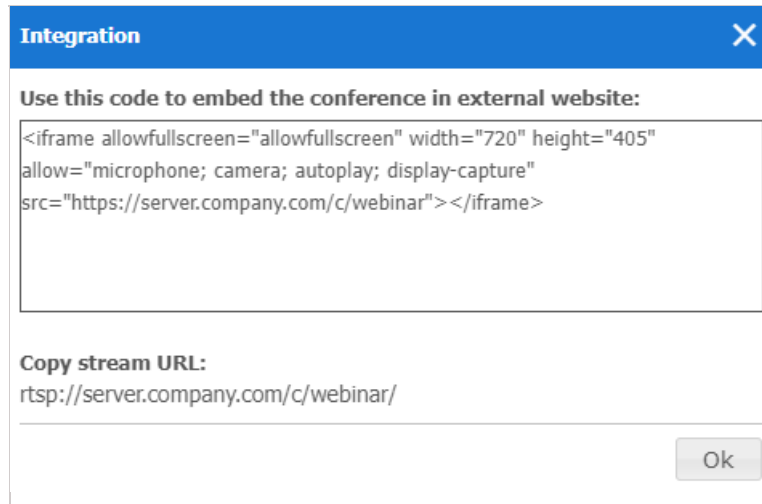 Integration
Use this code to embed the conference in external website:
<iframe allowfullscreen="allowfullscreen" width="720" height="405"
allow="microphone; camera; autoplay; display-capture"
src="https://server.company.com/c/webinar"></iframe>
Copy stream URL:
rtsp://server.company.com/c/webinar/
Ok